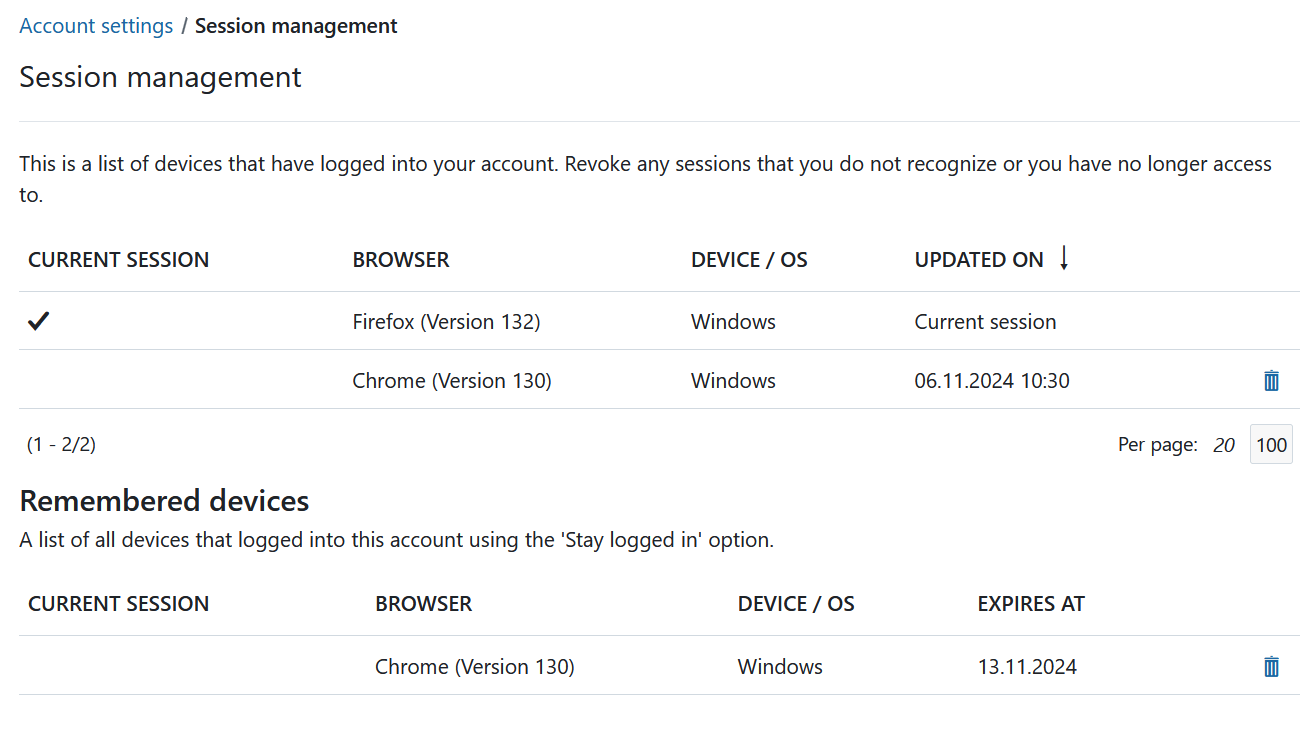 Account settings / Session management
Session management
This is a list of devices that have logged into your account. Revoke any sessions that you do not recognize or you have no longer access
to.
CURRENT SESSION BROWSER DEVICE / OS UPDATED ON ↓
✔ Firefox (Version 132) Windows Current session
Chrome (Version 130) Windows 06.11.2024 10:30
(1 - 2/2) Per page: 20 100
Remembered devices
A list of all devices that logged into this account using the 'Stay logged in' option.
CURRENT SESSION BROWSER DEVICE / OS EXPIRES AT
Chrome (Version 130) Windows 13.11.2024